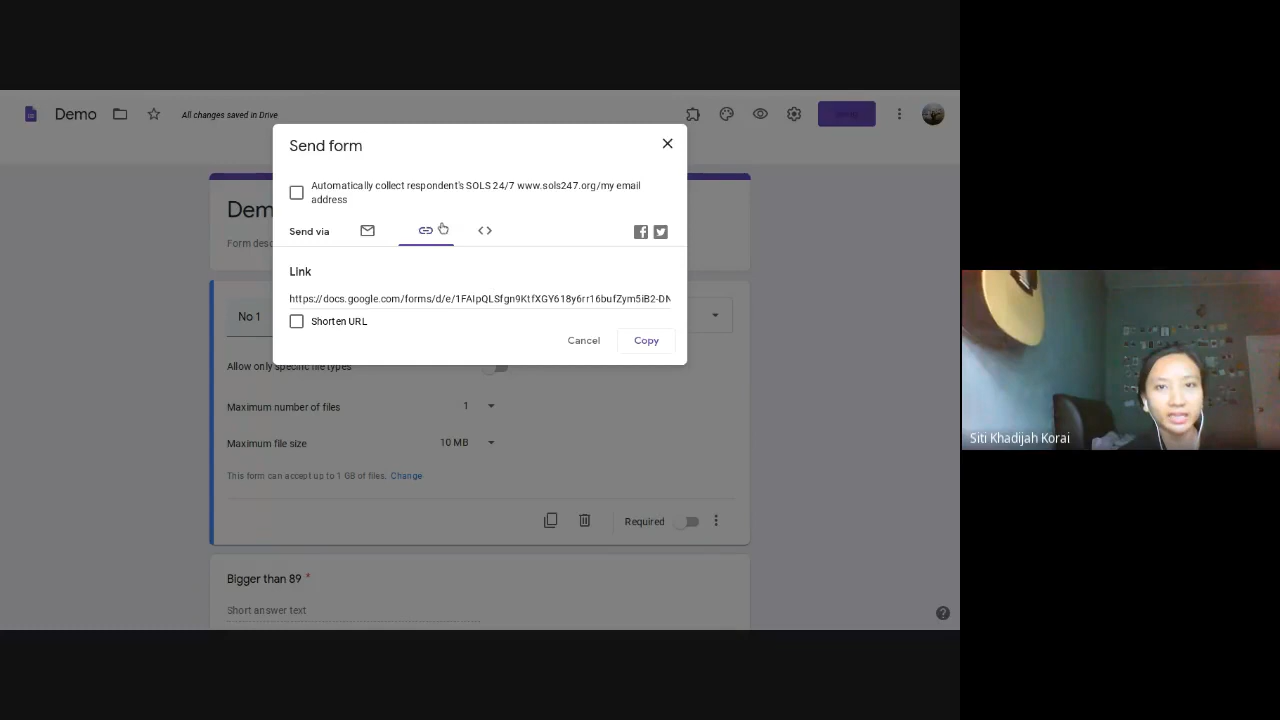 Demo
All changes saved in Drive
Send form
Automatically collect respondent's SOLS 24/7 www.sols247.org/my email
address
Send via
Link
https://docs.google.com/forms/d/e/1FAIpQLSfgn9KtfXGY618y6rr16bufZym5iB2-DN
Shorten URL
Cancel
Copy
Dem
Form desc
No 1
Allow only specific file types
Maximum number of files
1
Maximum file size
10 MB
This form can accept up to 1 GB of files. Change
Required
Bigger than 89 *
Short answer text
Siti Khadijah Korai